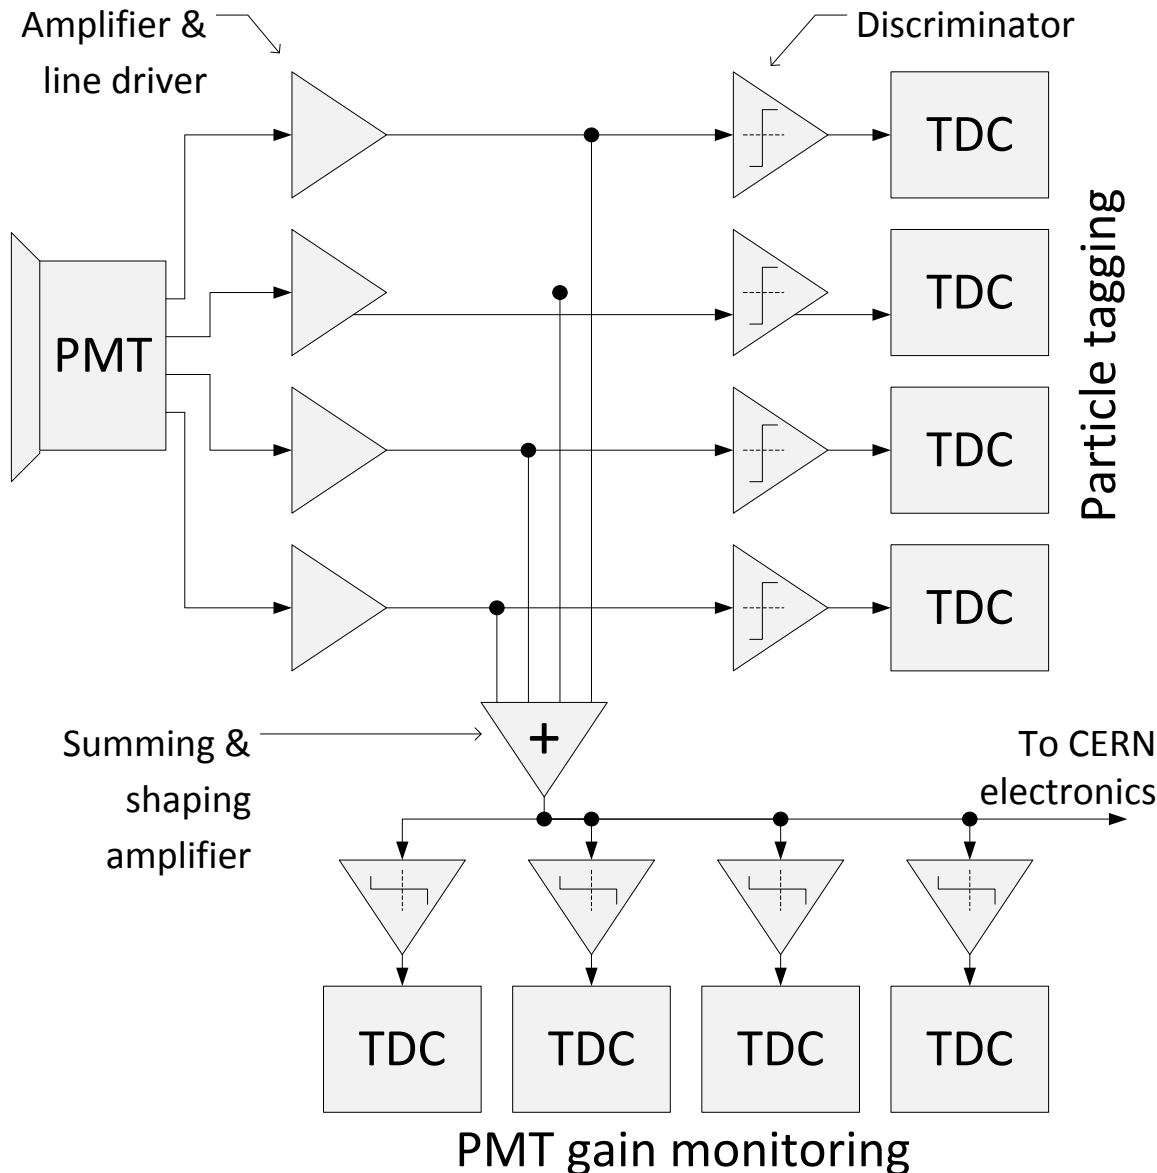 Amplifier &
line driver
Discriminator
TDC
TDC
PMT
TDC
TDC
Particle tagging
Summing &
shaping
amplifier
+
To CERN
electronics
TDC
TDC
TDC
TDC
PMT gain monitoring